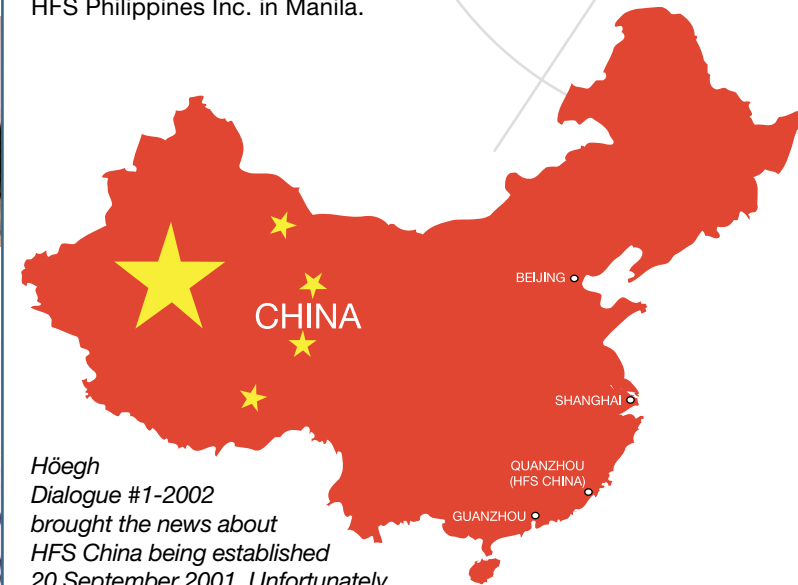 HFS Philippines Inc. in Manila.
BEIJING
CHINA
SHANGHAI
QUANZHOU
(HFS CHINA)
GUANZHOU
Höegh
Dialogue #1-2002
brought the news about
HFS China being established
20 September 2001. Unfortunately